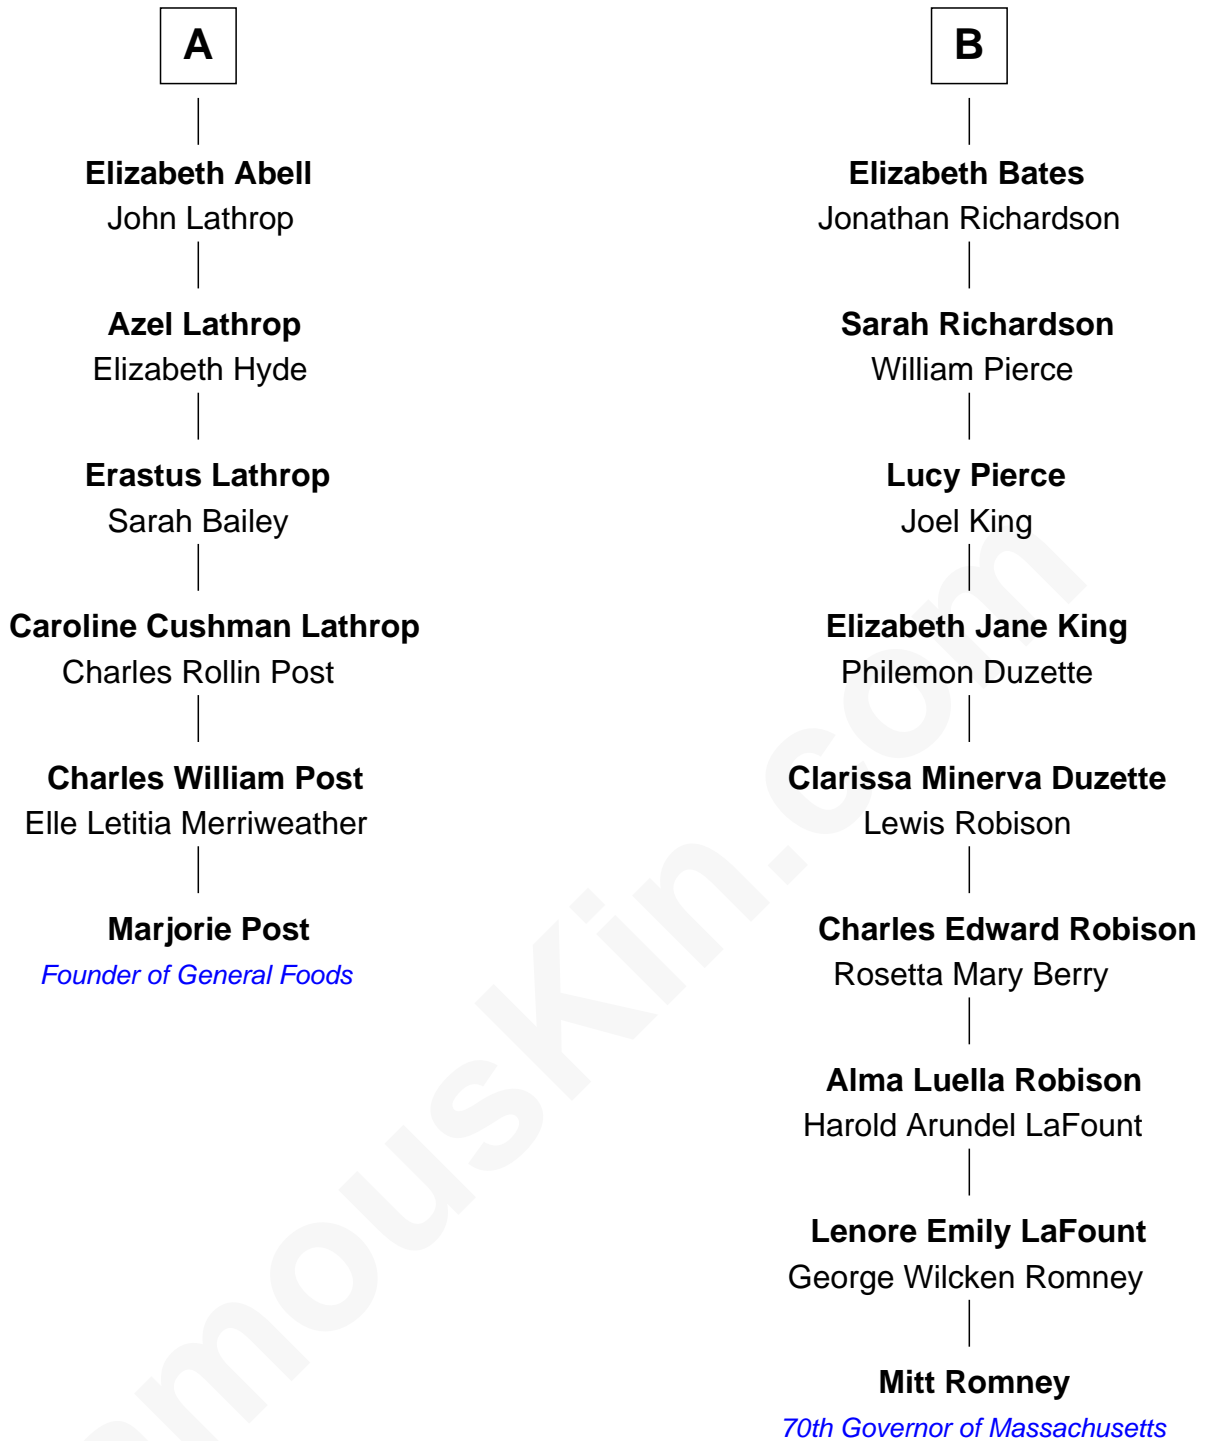 A
Elizabeth Abell
John Lathrop
Azel Lathrop
Elizabeth Hyde
Erastus Lathrop
Sarah Bailey
Caroline Cushman Lathrop
Charles Rollin Post
Charles William Post
Elle Letitia Merriweather
Marjorie Post
Founder of General Foods
B
Elizabeth Bates
Jonathan Richardson
Sarah Richardson
William Pierce
Lucy Pierce
Joel King
Elizabeth Jane King
Philemon Duzette
Clarissa Minerva Duzette
Lewis Robison
Charles Edward Robison
Rosetta Mary Berry
Alma Luella Robison
Harold Arundel LaFount
Lenore Emily LaFount
George Wilcken Romney
Mitt Romney
70th Governor of Massachusetts
amouskin.com